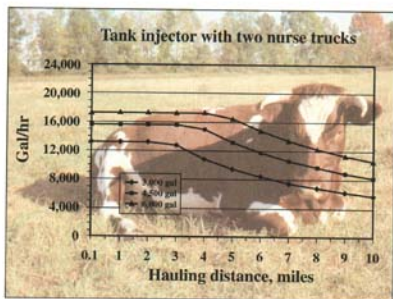 Tank injector with two nurse trucks
Gal/hr
24,000
20,000
16,000
12,000
8,000
4,000
0
3,000 gal
4,500 gal
6,000 gal
0.1 1 2 3 4 5 6 7 8 9 10
Hauling distance, miles